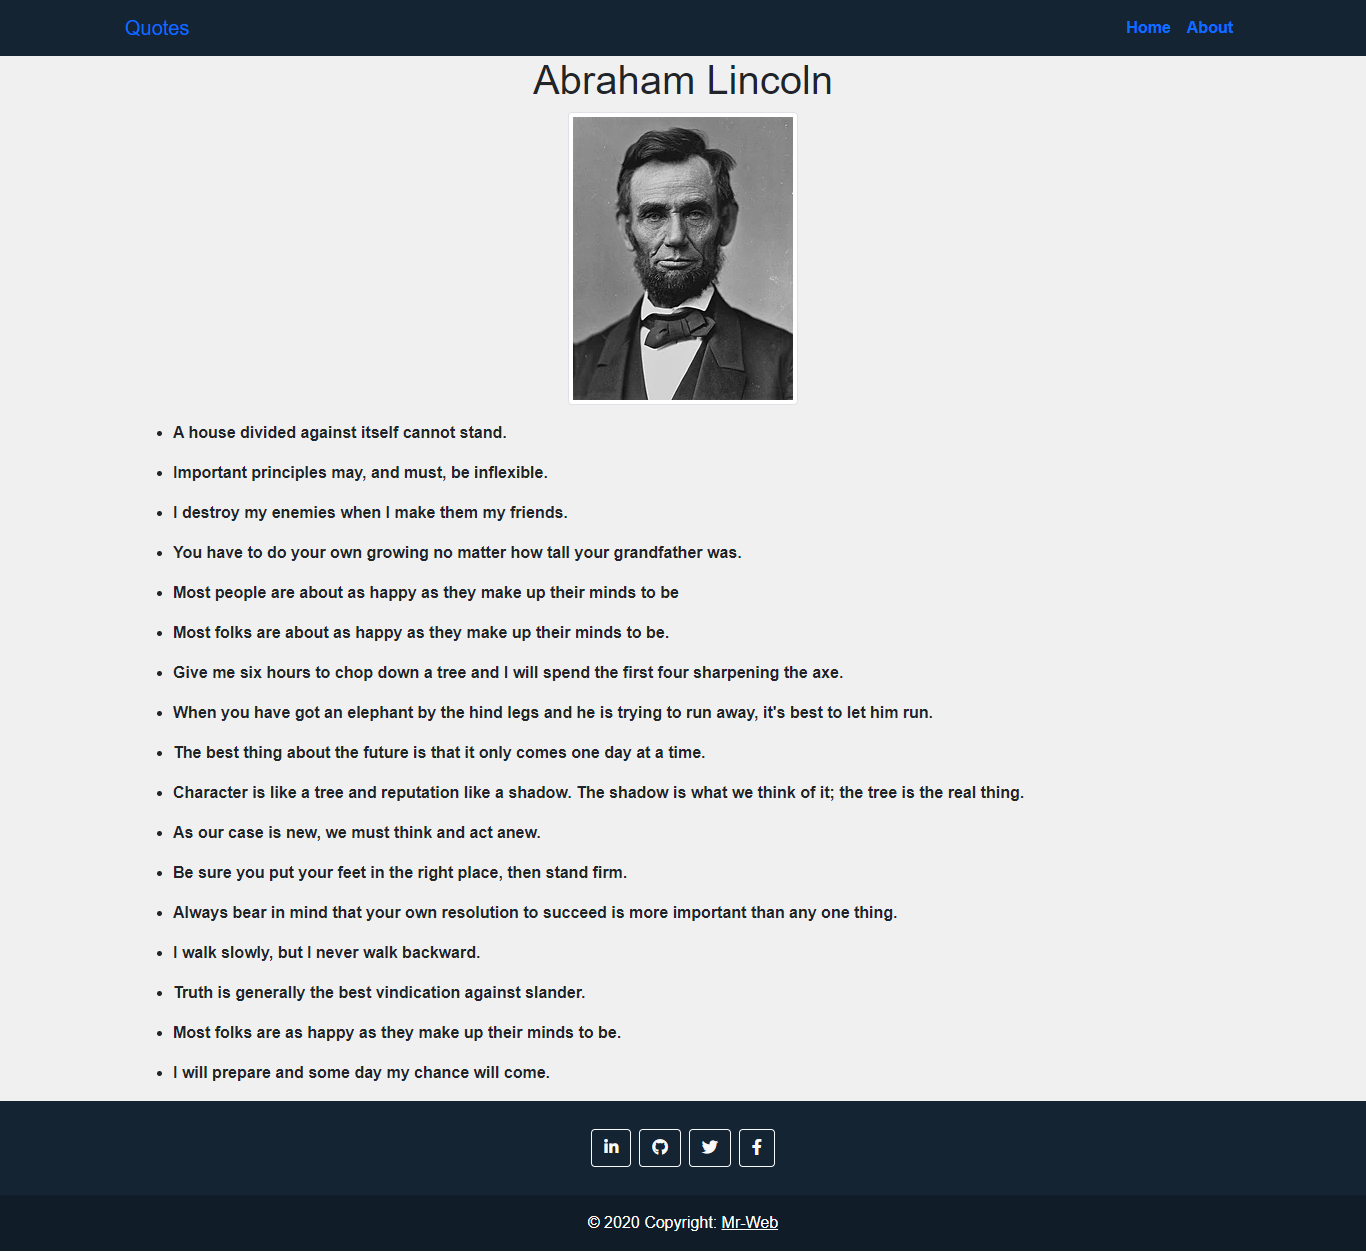 Quotes
Home About
Abraham Lincoln
A house divided against itself cannot stand.
Important principles may, and must, be inflexible.
I destroy my enemies when I make them my friends.
You have to do your own growing no matter how tall your grandfather was.
Most people are about as happy as they make up their minds to be
Most folks are about as happy as they make up their minds to be.
Give me six hours to chop down a tree and I will spend the first four sharpening the axe.
When you have got an elephant by the hind legs and he is trying to run away, it's best to let him run.
The best thing about the future is that it only comes one day at a time.
Character is like a tree and reputation like a shadow. The shadow is what we think of it; the tree is the real thing.
As our case is new, we must think and act anew.
Be sure you put your feet in the right place, then stand firm.
Always bear in mind that your own resolution to succeed is more important than any one thing.
I walk slowly, but I never walk backward.
Truth is generally the best vindication against slander.
Most folks are as happy as they make up their minds to be.
I will prepare and some day my chance will come.
© 2020 Copyright: Mr-Web